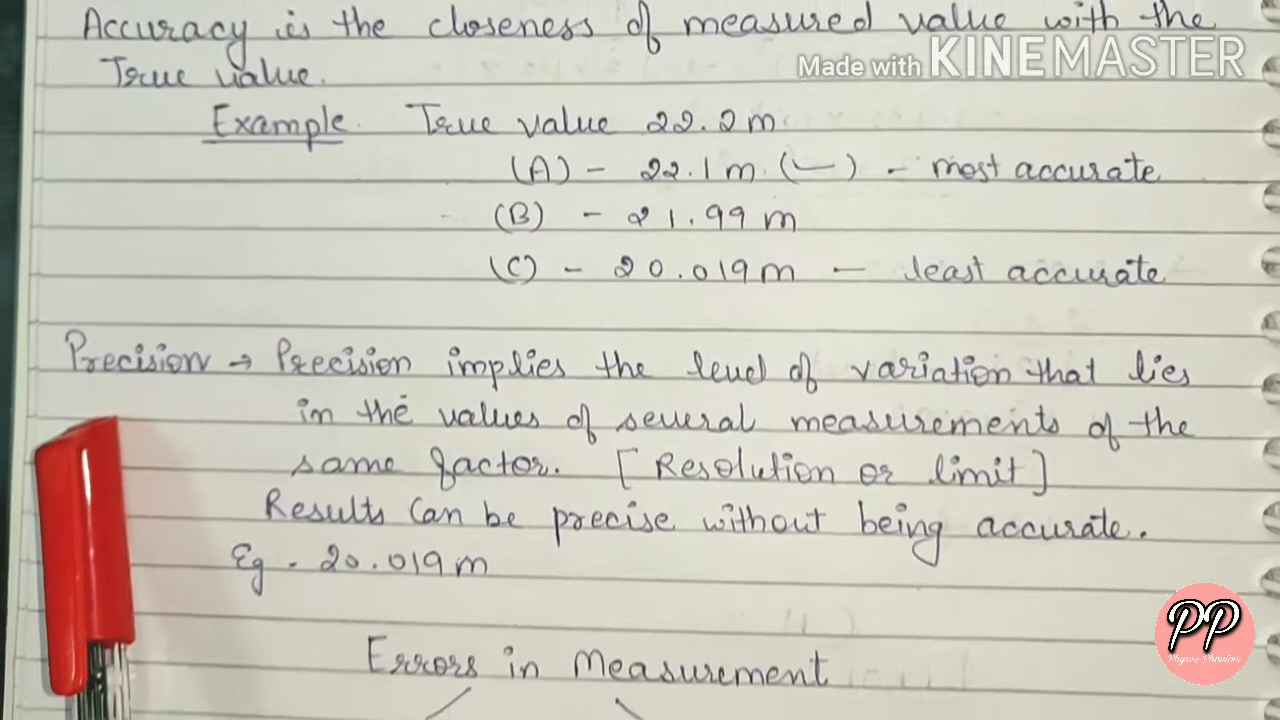 Accuracy is the closeness of measured value with the
Made with KINEMASTER
True value.
Example. True value 22.2 m
(A) - 22.1 m. (—) - most accurate
(B) - 21.99 m
(C) - 20.019 m — least accurate
Precision → Precision implies the level of variation that lies
in the values of several measurements of the
same factor. [Resolution or limit]
Results can be precise without being accurate.
Eg - 20.019 m
PP
Errors in Measurement